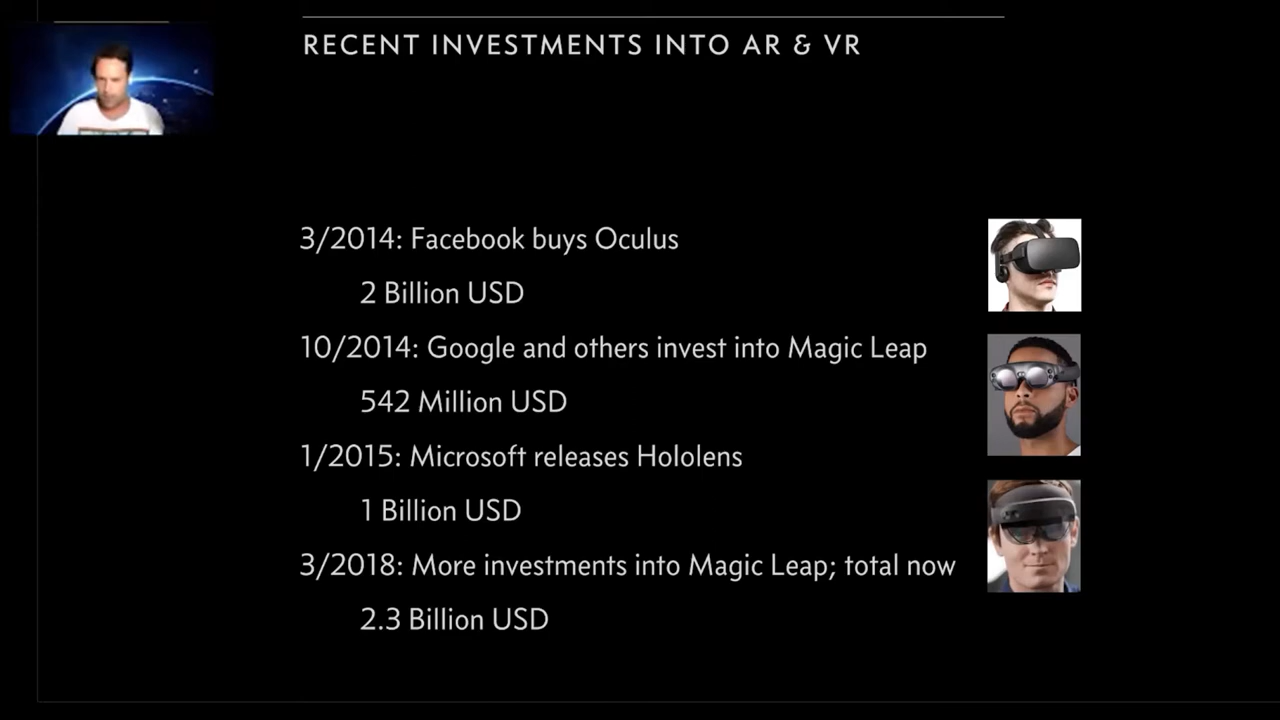 RECENT INVESTMENTS INTO AR & VR
3/2014: Facebook buys Oculus
2 Billion USD
10/2014: Google and others invest into Magic Leap
542 Million USD
1/2015: Microsoft releases Hololens
1 Billion USD
3/2018: More investments into Magic Leap; total now
2.3 Billion USD